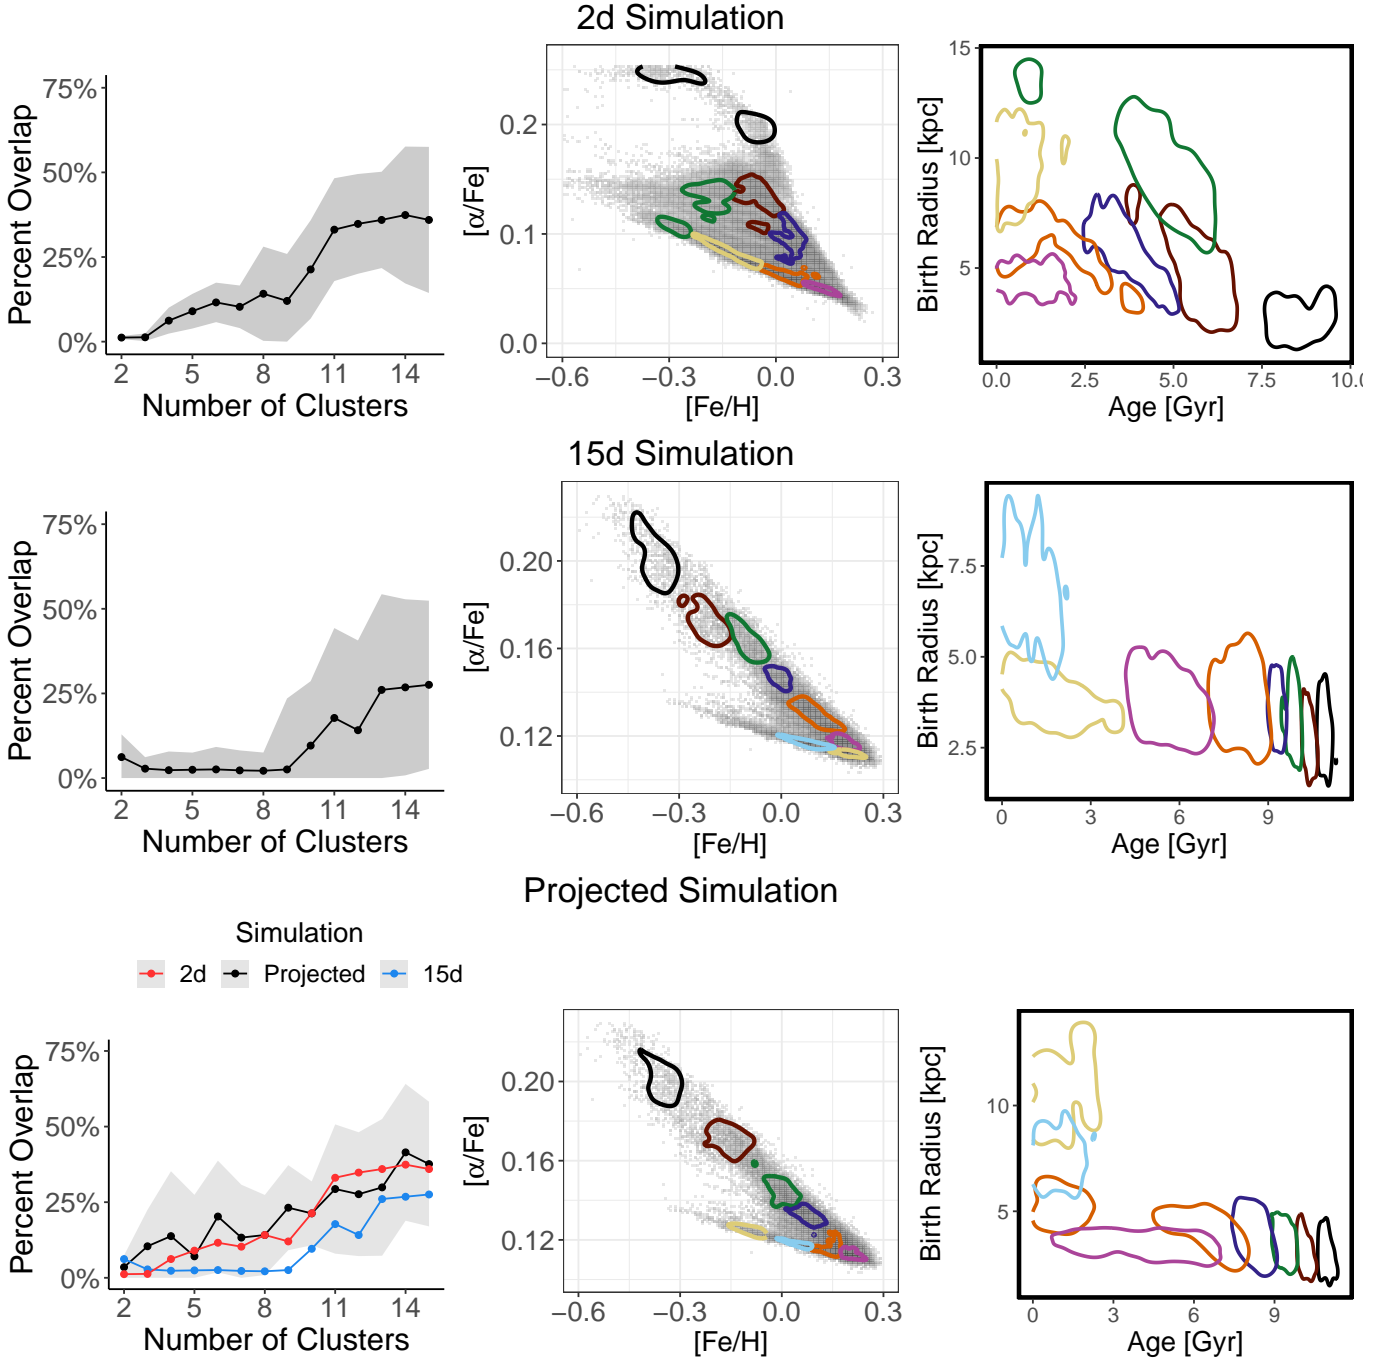 2d Simulation
75%
50%
25%
0%
Percent Overlap
2 5 8 11 14
Number of Clusters
0.2
0.1
0.0
[α/Fe]
−0.6 −0.3 0.0 0.3
[Fe/H]
15
10
5
Birth Radius [kpc]
0.0 2.5 5.0 7.5 10.0
Age [Gyr]
15d Simulation
75%
50%
25%
0%
Percent Overlap
2 5 8 11 14
Number of Clusters
0.20
0.16
0.12
[α/Fe]
−0.6 −0.3 0.0 0.3
[Fe/H]
7.5
5.0
2.5
Birth Radius [kpc]
0 3 6 9
Age [Gyr]
Projected Simulation
Simulation
2d Projected 15d
75%
50%
25%
0%
Percent Overlap
2 5 8 11 14
Number of Clusters
0.20
0.16
0.12
[α/Fe]
−0.6 −0.3 0.0 0.3
[Fe/H]
10
5
Birth Radius [kpc]
0 3 6 9
Age [Gyr]